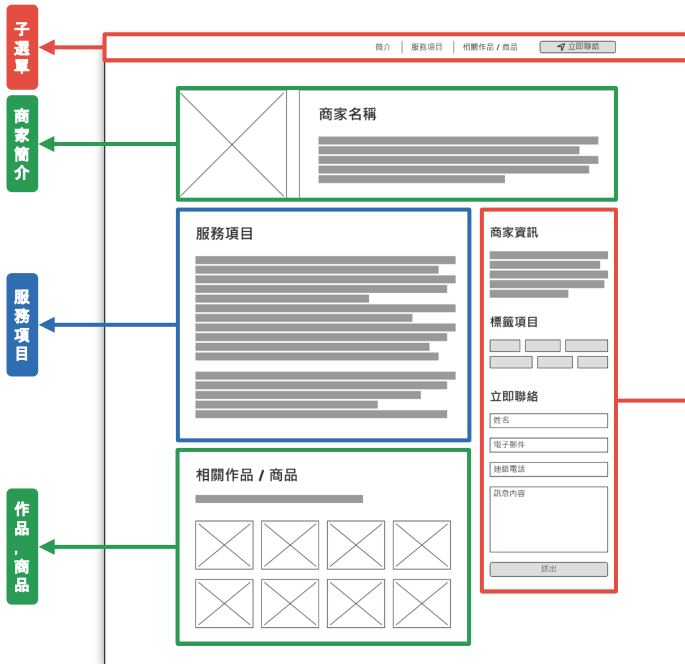 子選單
簡介
服務項目
相關作品 / 商品
立即聯絡
商家簡介
商家名稱
服務項目
服務項目
商家資訊
標籤項目
立即聯絡
姓名
電子郵件
連絡電話
訊息內容
送出
作品，商品
相關作品 / 商品